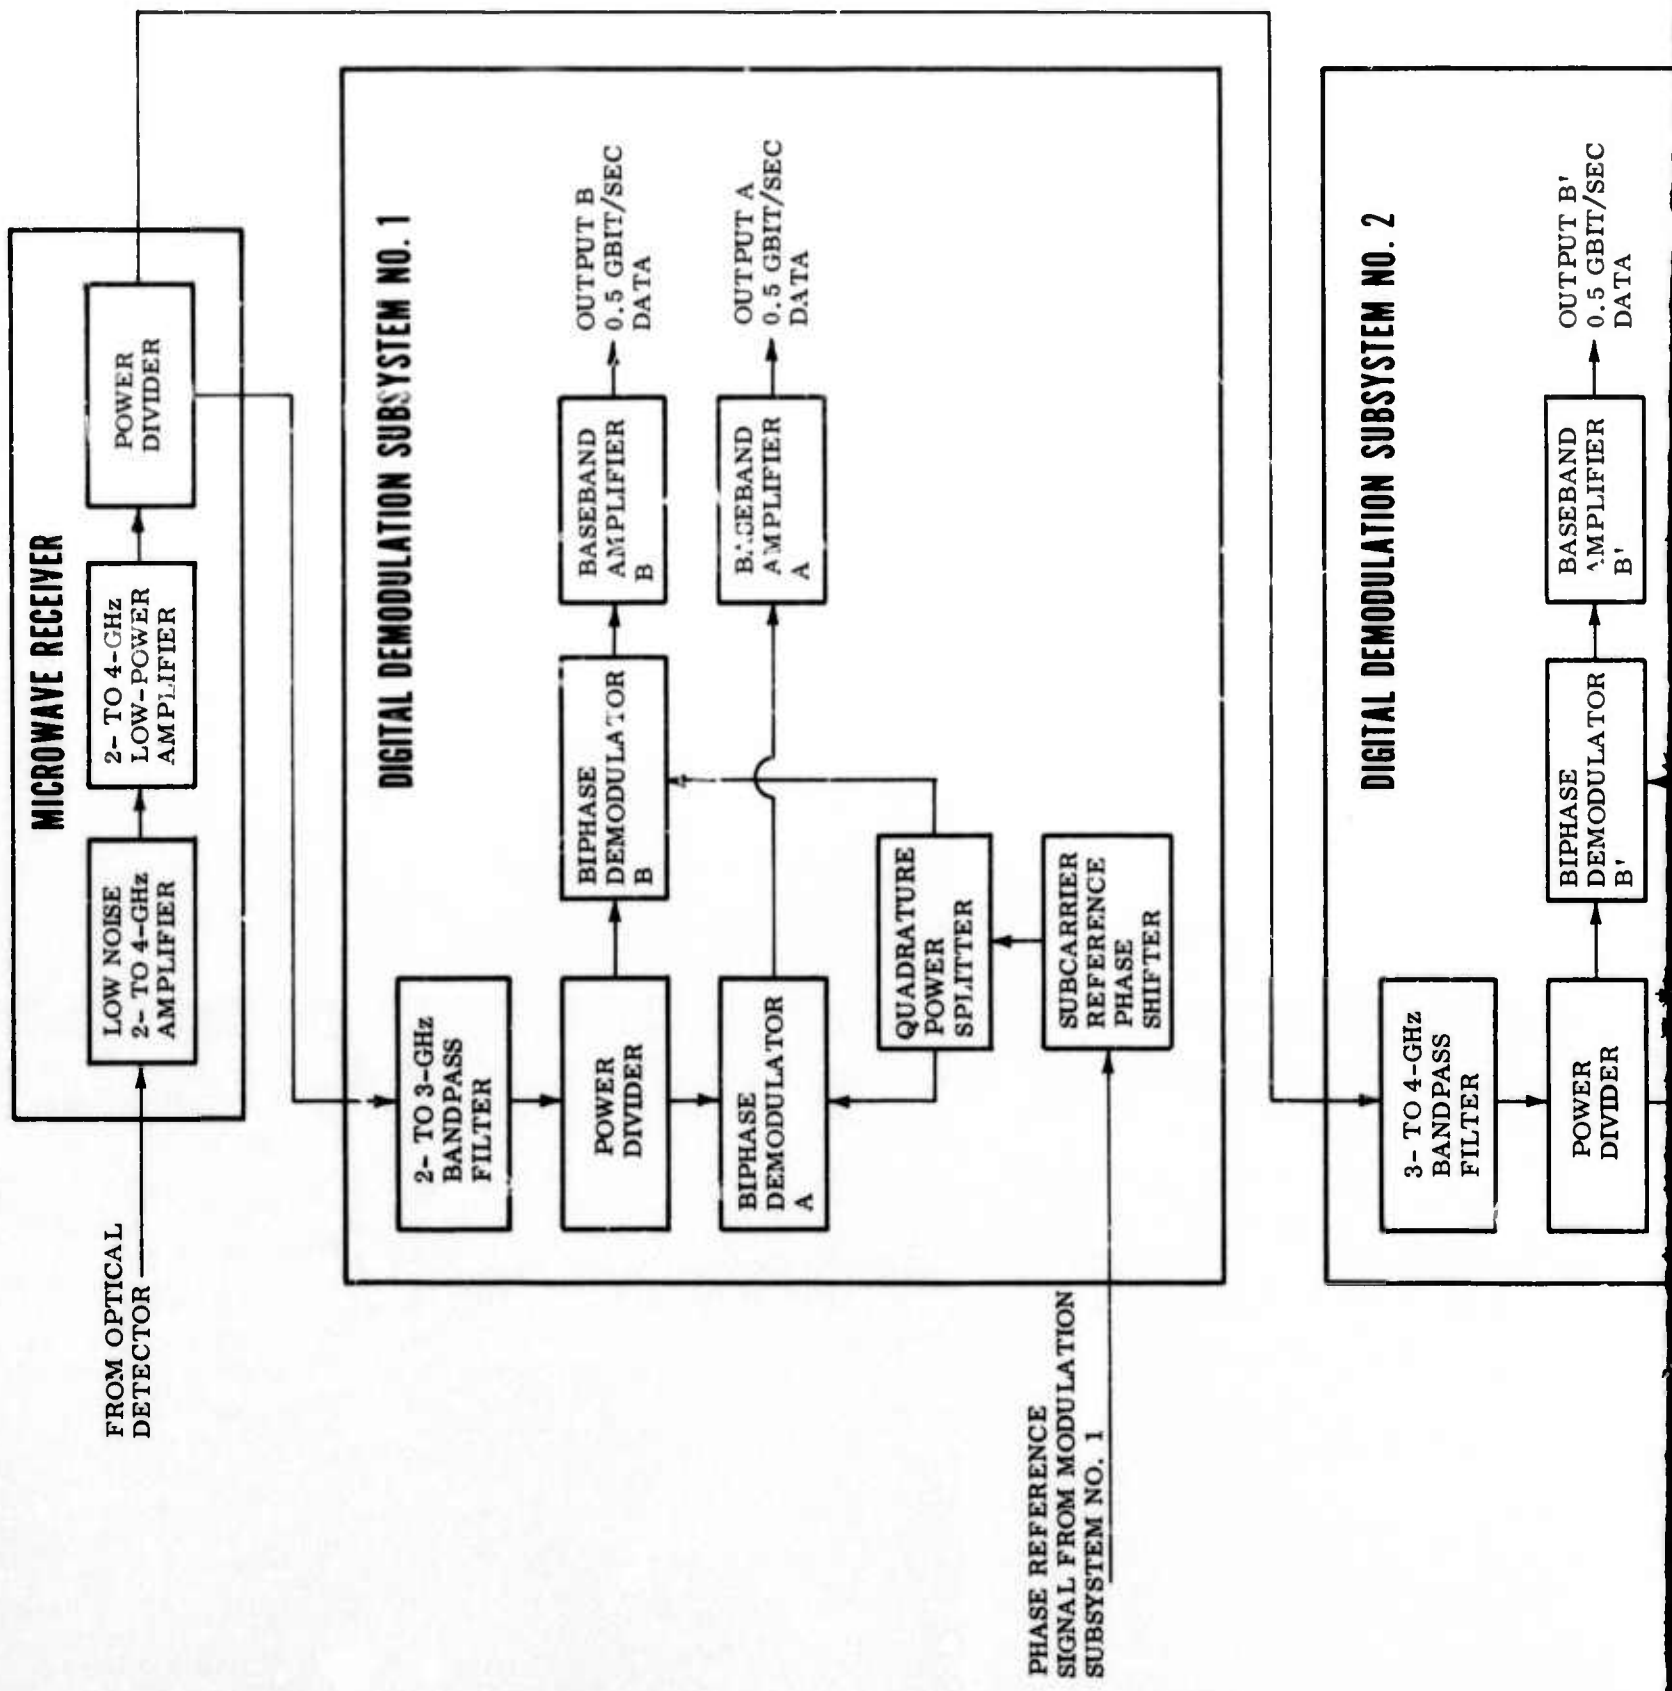 MICROWAVE RECEIVER
FROM OPTICAL
DETECTOR
LOW NOISE
2- TO 4-GHz
AMPLIFIER
2- TO 4-GHz
LOW-POWER
AMPLIFIER
POWER
DIVIDER
DIGITAL DEMODULATION SUBSYSTEM NO. 1
2- TO 3-GHz
BANDPASS
FILTER
POWER
DIVIDER
BIPHASE
DEMODULATOR
B
BASEBAND
AMPLIFIER
B
OUTPUT B
0.5 GBIT/SEC
DATA
BIPHASE
DEMODULATOR
A
BASEBAND
AMPLIFIER
A
OUTPUT A
0.5 GBIT/SEC
DATA
QUADRATURE
POWER
SPLITTER
SUBCARRIER
REFERENCE
PHASE
SHIFTER
PHASE REFERENCE
SIGNAL FROM MODULATION
SUBSYSTEM NO. 1
DIGITAL DEMODULATION SUBSYSTEM NO. 2
3- TO 4-GHz
BANDPASS
FILTER
POWER
DIVIDER
BIPHASE
DEMODULATOR
B'
BASEBAND
AMPLIFIER
B'
OUTPUT B'
0.5 GBIT/SEC
DATA